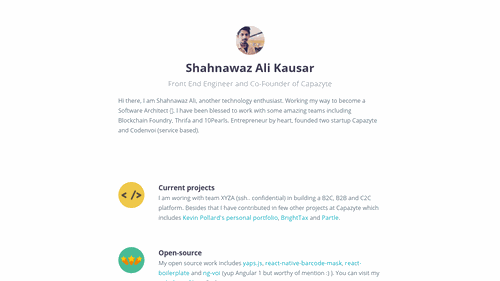 Shahnawaz Ali Kausar
Front End Engineer and Co-Founder of Capazyte
Hi there, I am Shahnawaz Ali, another technology enthusiast. Working my way to become a
Software Architect ▯, I have been blessed to work with some amazing teams including
Blockchain Foundry, Thrifa and 10Pearls. Entrepreneur by heart, founded two startup Capazyte
and Codenvoi (service based).
Current projects
I am woring with team XYZA (ssh.. confidential) in building a B2C, B2B and C2C
platform. Besides that I have contributed in few other projects at Capazyte which
includes Kevin Pollard's personal portfolio, BrightTax and Partle.
Open-source
My open source work includes yaps.js, react-native-barcode-mask, react-
boilerplate and ng-voi (yup Angular 1 but worthy of mention :) ). You can visit my